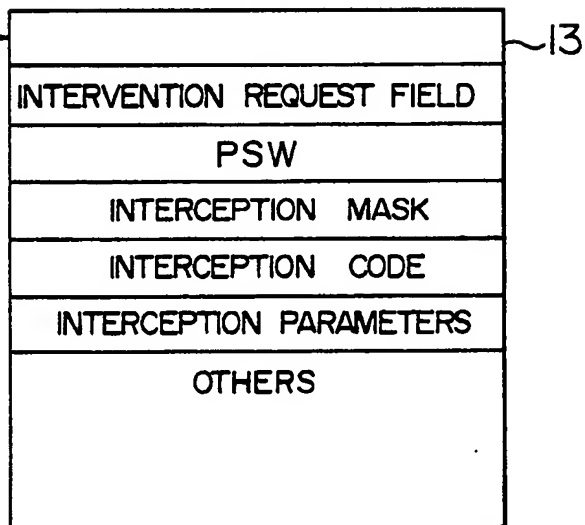 13
INTERVENTION REQUEST FIELD
PSW
INTERCEPTION MASK
INTERCEPTION CODE
INTERCEPTION PARAMETERS
OTHERS